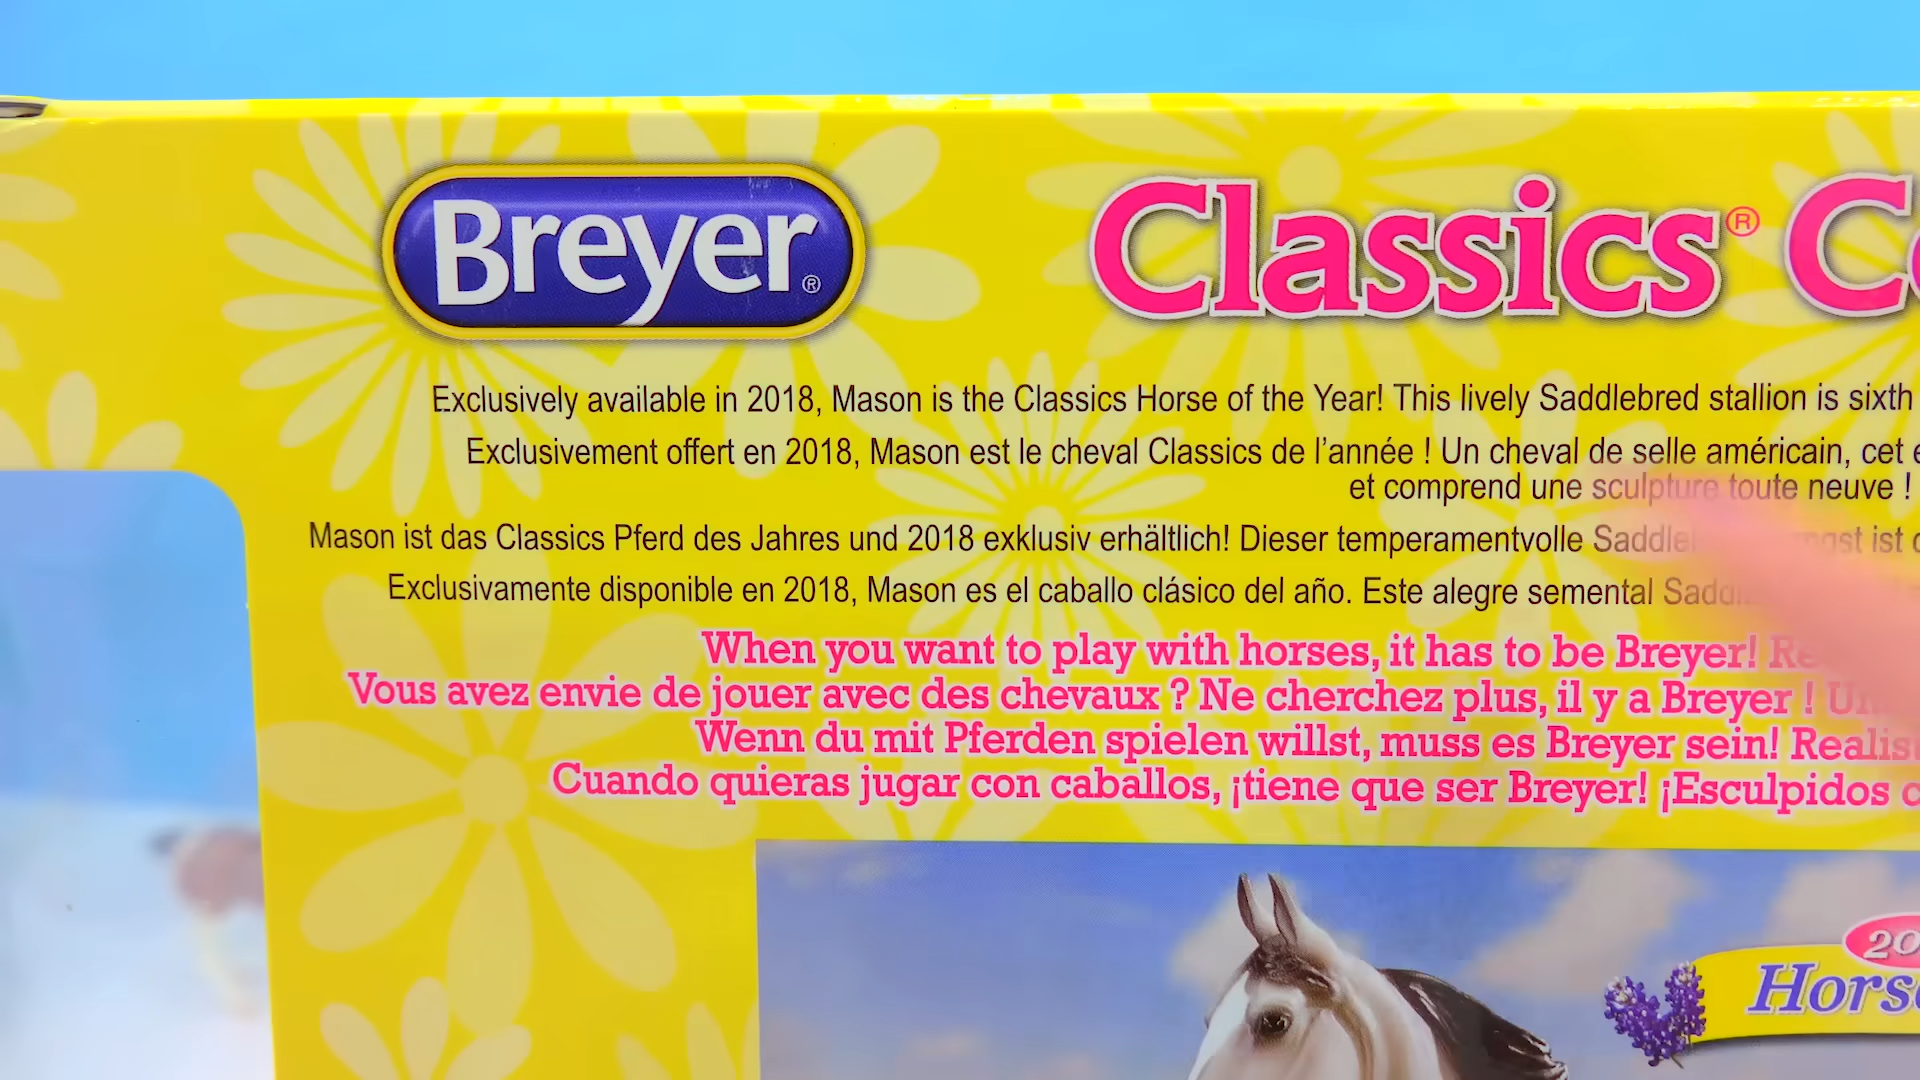 Breyer®
Classics®
Exclusively available in 2018, Mason is the Classics Horse of the Year! This lively Saddlebred stallion is sixth
Exclusivement offert en 2018, Mason est le cheval Classics de l'année ! Un cheval de selle américain, cet
et comprend une sculpture toute neuve !
Mason ist das Classics Pferd des Jahres und 2018 exklusiv erhältlich! Dieser temperamentvolle ist
Exclusivamente disponible en 2018, Mason es el caballo clásico del año. Este alegre semental
When you want to play with horses, it has to be Breyer!
Vous avez envie de jouer avec des chevaux ? Ne cherchez plus, il y a Breyer !
Wenn du mit Pferden spielen willst, muss es Breyer sein!
Cuando quieras jugar con caballos, ¡tiene que ser Breyer! ¡Esculpidos